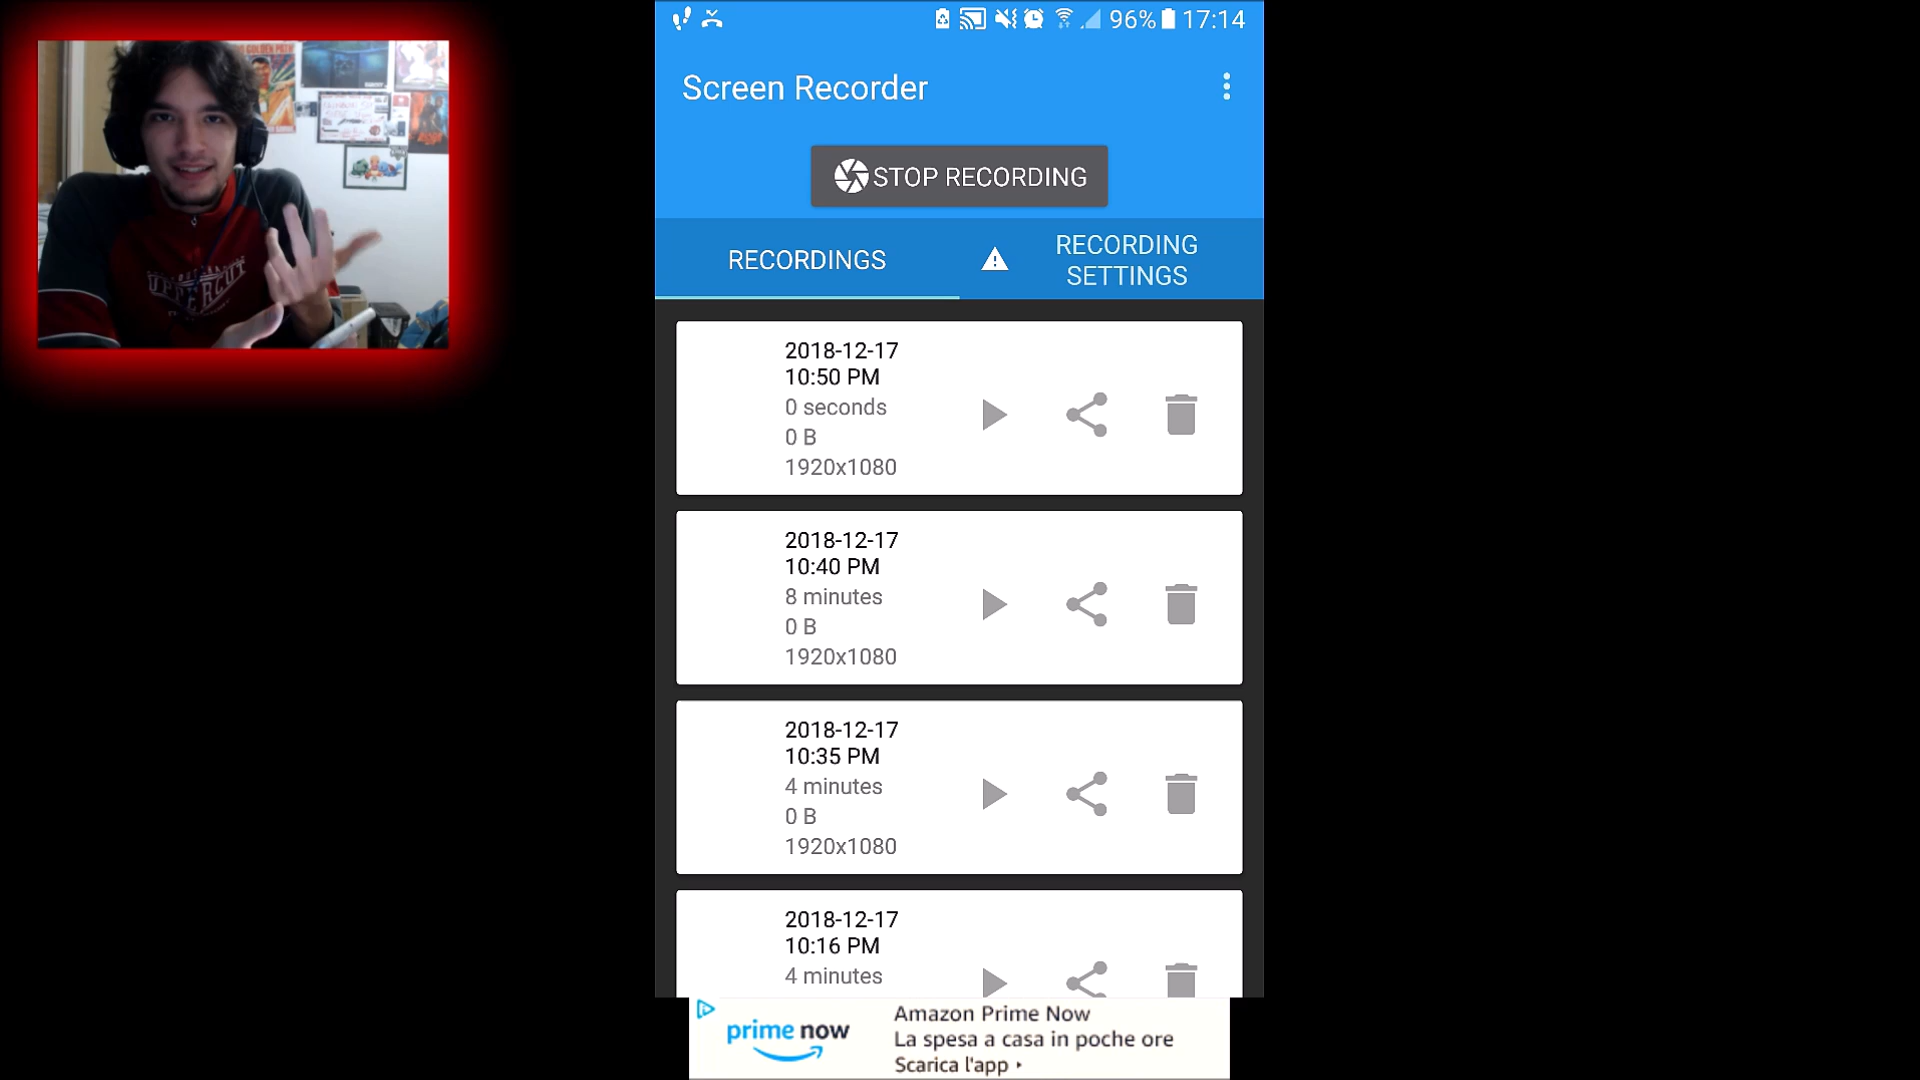 GOLDEN PATH
UPPERCUT
96% 17:14
Screen Recorder
STOP RECORDING
RECORDINGS
RECORDING
SETTINGS
2018-12-17
10:50 PM
0 seconds
0 B
1920x1080
2018-12-17
10:40 PM
8 minutes
0 B
1920x1080
2018-12-17
10:35 PM
4 minutes
0 B
1920x1080
2018-12-17
10:16 PM
4 minutes
prime now
Amazon Prime Now
La spesa a casa in poche ore
Scarica l'app ‣